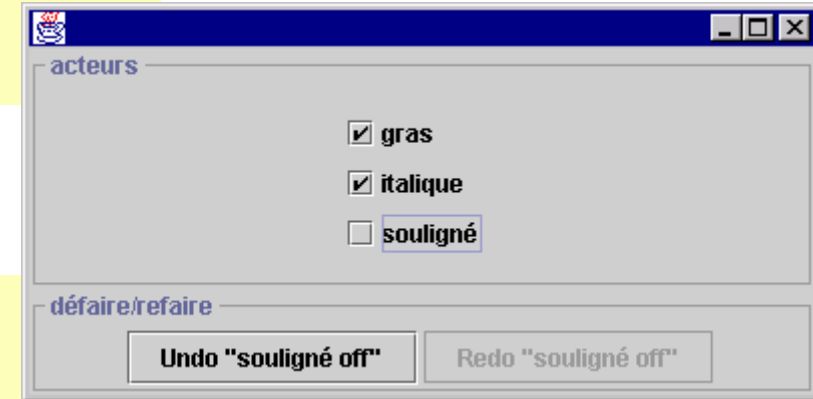 acteurs
gras
italique
souligné
défaire/refaire
Undo "souligné off" Redo "souligné off"